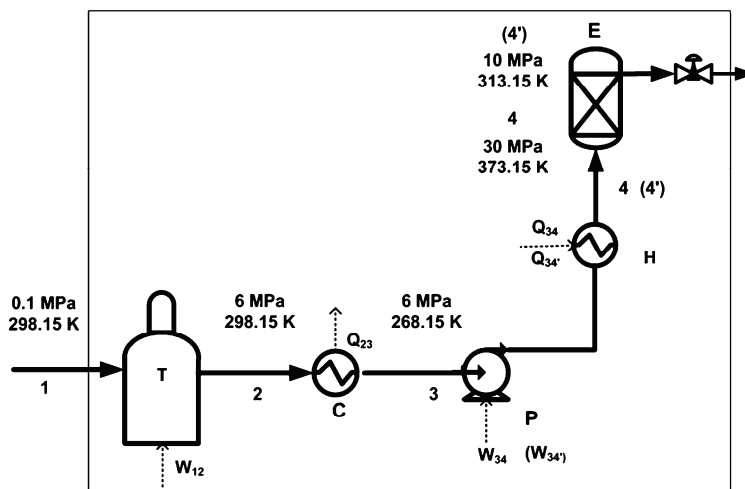 (4') E
10 MPa
313.15 K
4
30 MPa
373.15 K
4 (4')
Q34
Q34'
H
0.1 MPa
298.15 K
6 MPa
298.15 K
6 MPa
268.15 K
Q23
1
T
2
C
3
P
W12
W34 (W34')